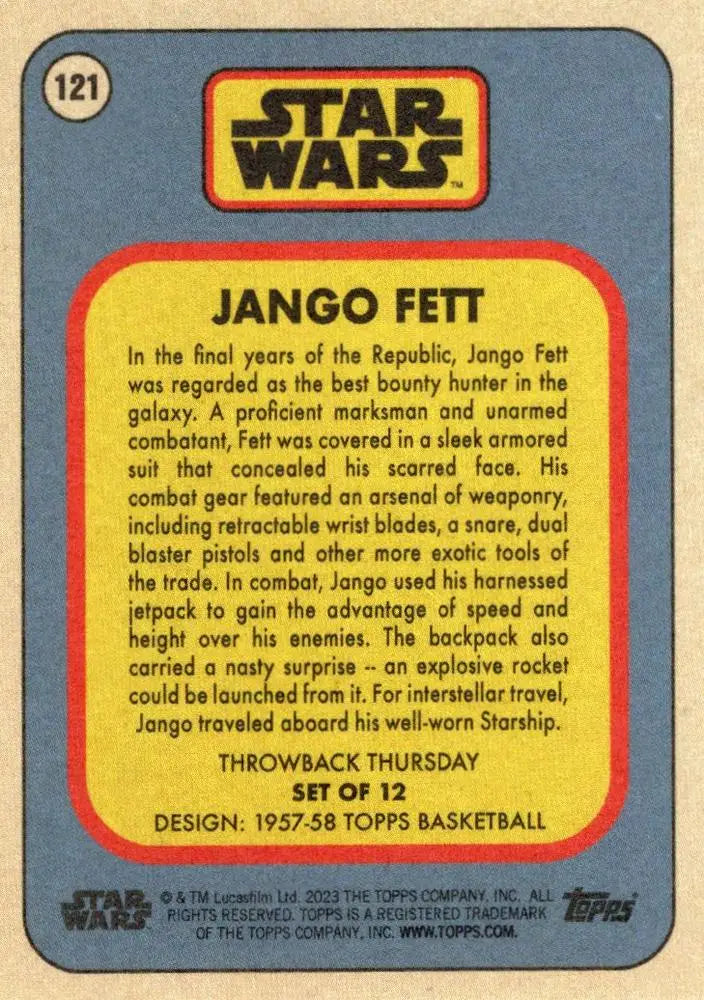 121
STAR
WARS
TM
JANGO FETT
In the final years of the Republic, Jango Fett
was regarded as the best bounty hunter in the
galaxy. A proficient marksman and unarmed
combatant, Fett was covered in a sleek armored
suit that concealed his scarred face. His
combat gear featured an arsenal of weaponry,
including retractable wrist blades, a snare, dual
blaster pistols and other more exotic tools of
the trade. In combat, Jango used his harnessed
jetpack to gain the advantage of speed and
height over his enemies. The backpack also
carried a nasty surprise -- an explosive rocket
could be launched from it. For interstellar travel,
Jango traveled aboard his well-worn Starship.
THROWBACK THURSDAY
SET OF 12
DESIGN: 1957-58 TOPPS BASKETBALL
STAR
WARS
© & TM Lucasfilm Ltd. 2023 THE TOPPS COMPANY, INC. ALL
RIGHTS RESERVED. TOPPS IS A REGISTERED TRADEMARK
OF THE TOPPS COMPANY, INC. WWW.TOPPS.COM.
topps